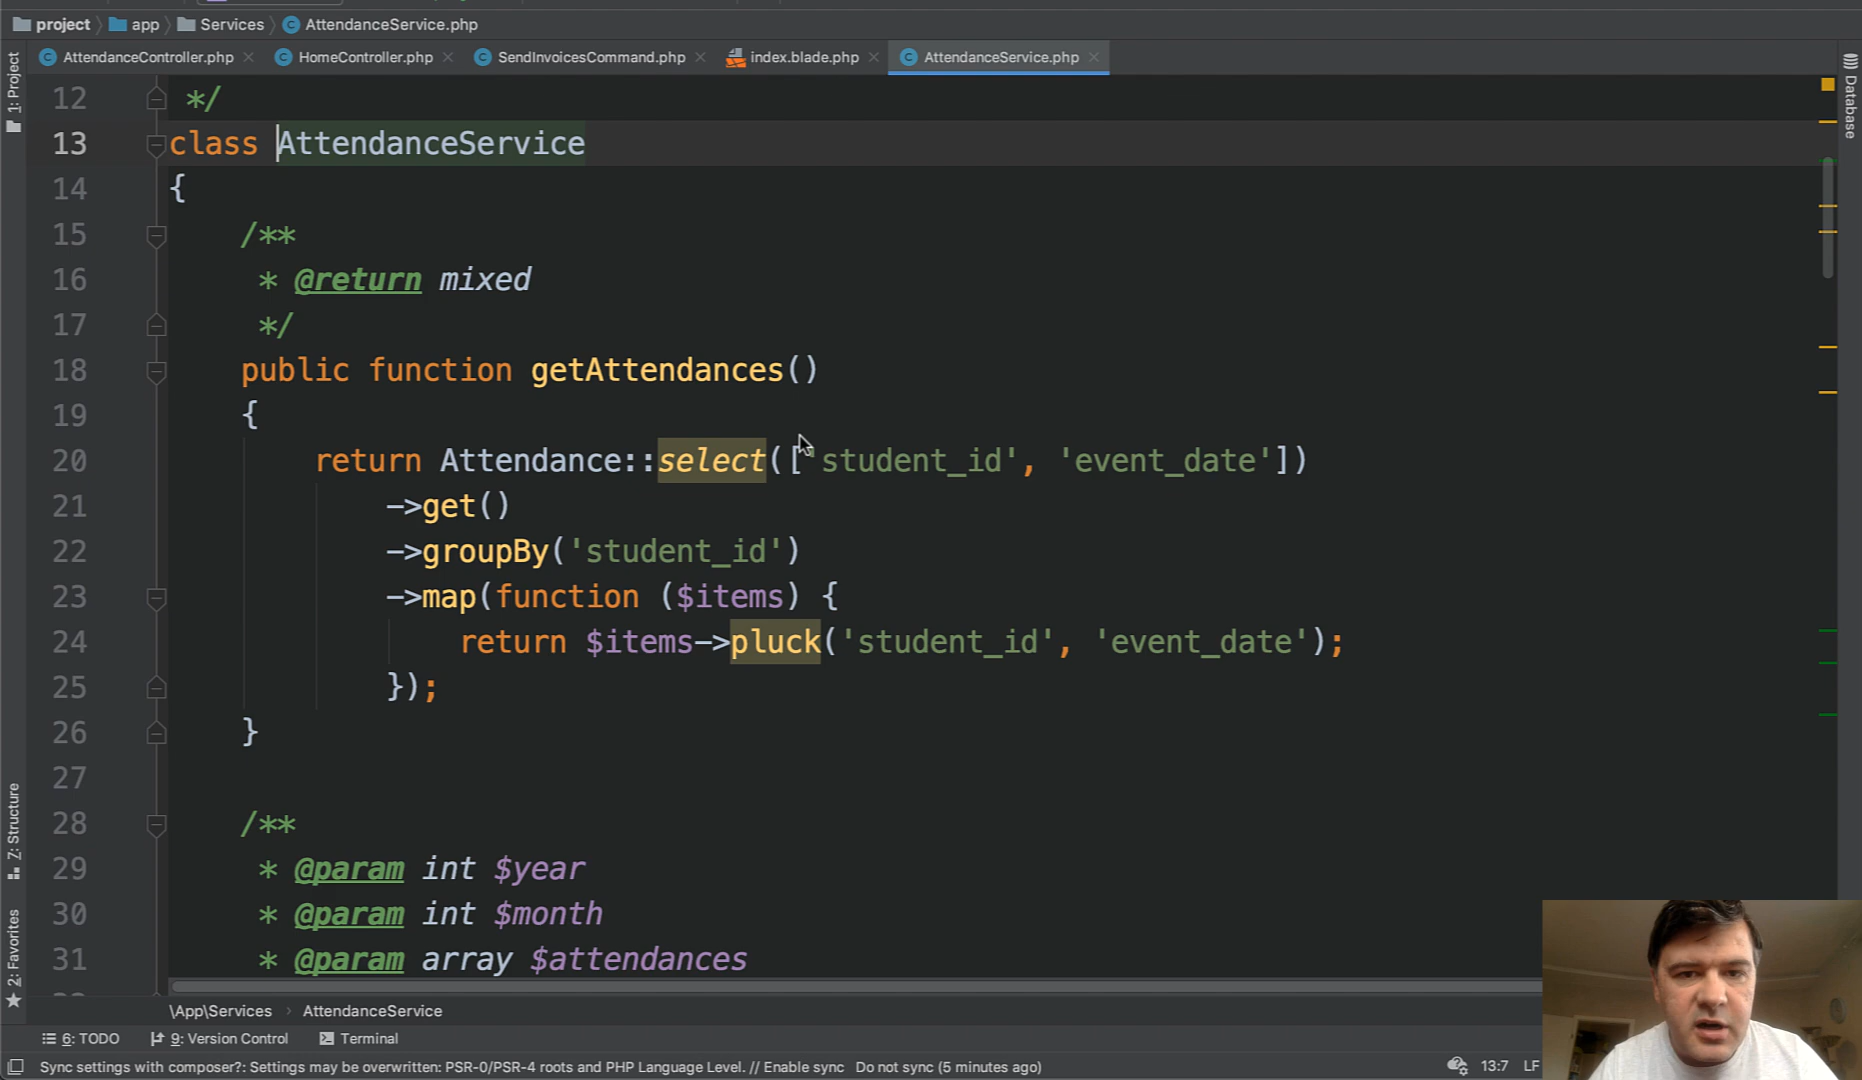 project app Services AttendanceService.php
AttendanceController.php HomeController.php SendInvoicesCommand.php index.blade.php AttendanceService.php
1: Project
Database
12 */
13 class AttendanceService
14 {
15 /**
16 * @return mixed
17 */
18 public function getAttendances()
19 {
20 return Attendance::select(['student_id', 'event_date'])
21 ->get()
22 ->groupBy('student_id')
23 ->map(function ($items) {
24 return $items->pluck('student_id', 'event_date');
25 });
26 }
27
28 /**
29 * @param int $year
30 * @param int $month
31 * @param array $attendances
Z: Structure
2: Favorites
\App\Services AttendanceService
6: TODO 9: Version Control Terminal
Sync settings with composer?: Settings may be overwritten: PSR-0/PSR-4 roots and PHP Language Level. // Enable sync Do not sync (5 minutes ago) 13:7 LF